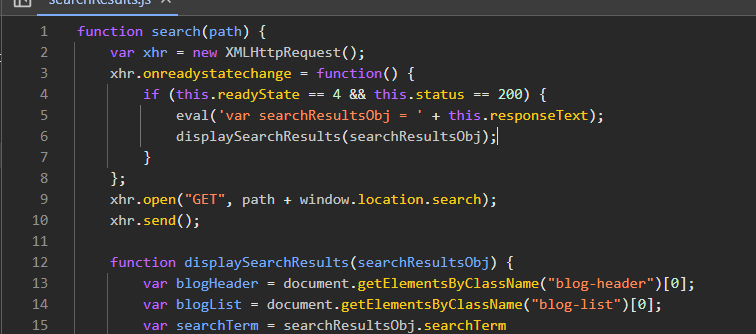 searchResults.js ×
1 function search(path) {
2 var xhr = new XMLHttpRequest();
3 xhr.onreadystatechange = function() {
4 if (this.readyState == 4 && this.status == 200) {
5 eval('var searchResultsObj = ' + this.responseText);
6 displaySearchResults(searchResultsObj);
7 }
8 };
9 xhr.open("GET", path + window.location.search);
10 xhr.send();
11
12 function displaySearchResults(searchResultsObj) {
13 var blogHeader = document.getElementsByClassName("blog-header")[0];
14 var blogList = document.getElementsByClassName("blog-list")[0];
15 var searchTerm = searchResultsObj.searchTerm